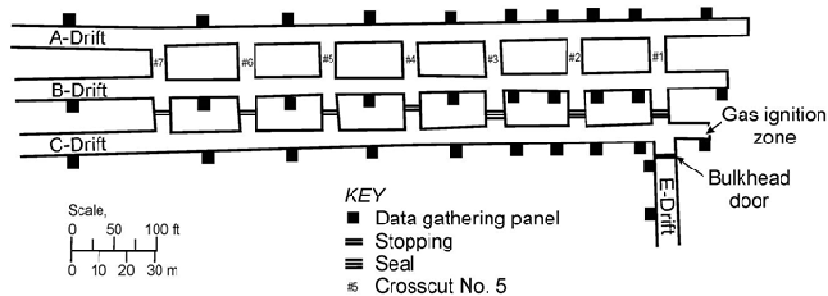 A-Drift
#7
#6
#5
#4
#3
#2
#1
B-Drift
Gas ignition
zone
C-Drift
E-Drift
Bulkhead
door
Scale,
0 50 100 ft
0 10 20 30 m
KEY
Data gathering panel
Stopping
Seal
#5 Crosscut No. 5